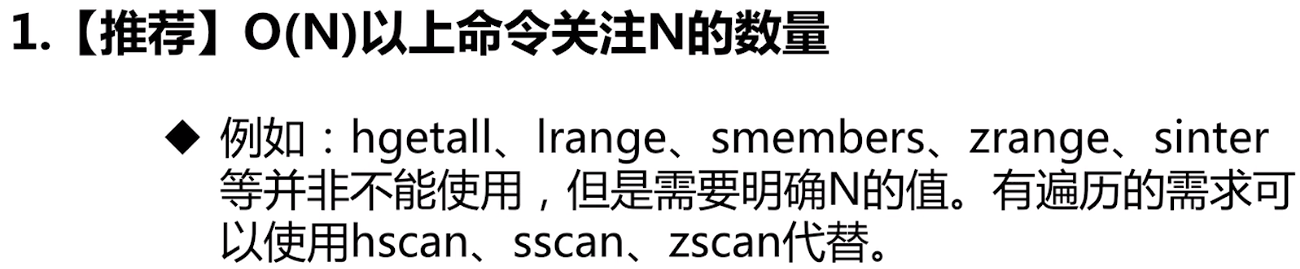 1.【推荐】O(N)以上命令关注N的数量
◆ 例如：hgetall、lrange、smembers、zrange、sinter
等并非不能使用，但是需要明确N的值。有遍历的需求可
以使用hscan、sscan、zscan代替。